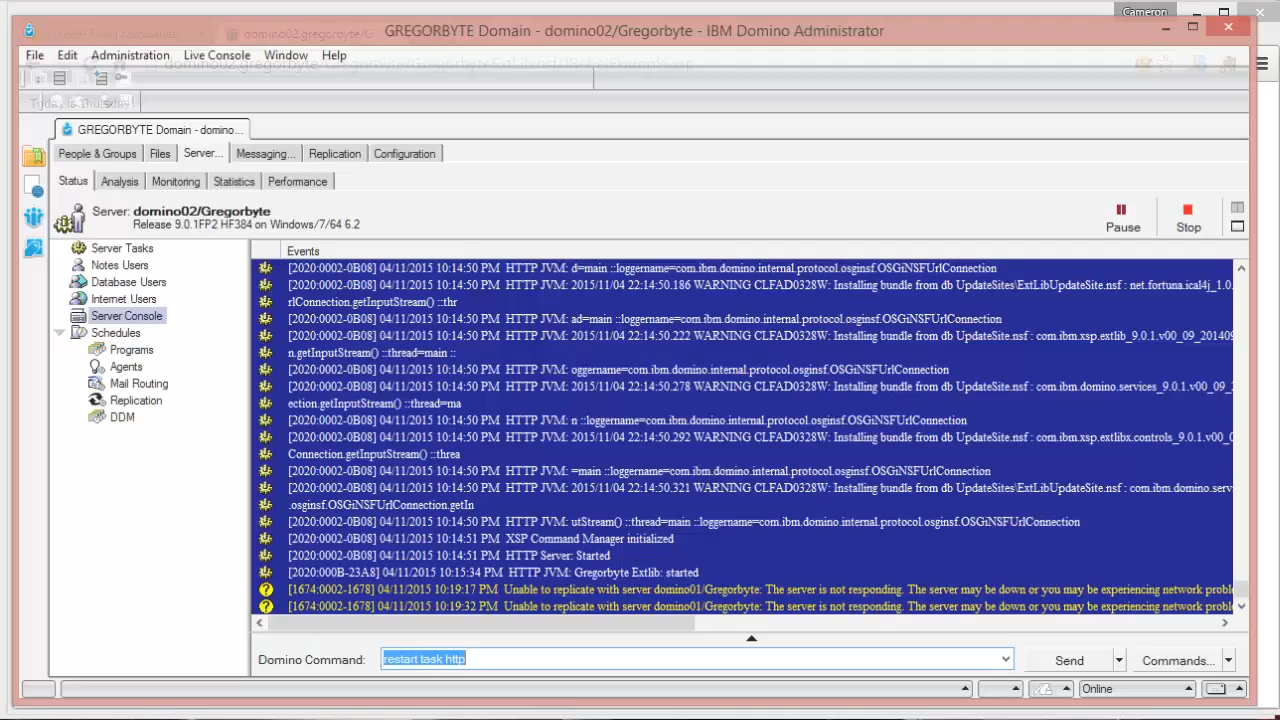 Cameron
GREGORBYTE Domain - domino02/Gregorbyte - IBM Domino Administrator
File Edit Administration Live Console Window Help
Today is Thursday
GREGORBYTE Domain - domino...
People & Groups Files Server... Messaging... Replication Configuration
Status Analysis Monitoring Statistics Performance
Server: domino02/Gregorbyte
Release 9.0.1FP2 HF384 on Windows/7/64 6.2
Pause Stop
Server Tasks
Notes Users
Database Users
Internet Users
Server Console
Schedules
Programs
Agents
Mail Routing
Replication
DDM
Events
[2020:0002-0B08] 04/11/2015 10:14:50 PM HTTP JVM: d=main ::loggername=com.ibm.domino.internal.protocol.osginsf.OSGiNSFUrlConnection
[2020:0002-0B08] 04/11/2015 10:14:50 PM HTTP JVM: 2015/11/04 22:14:50.186 WARNING CLFAD0328W: Installing bundle from db UpdateSites\ExtLibUpdateSite.nsf : net.fortuna.ical4j_1.0.
rlConnection.getInputStream() ::thr
[2020:0002-0B08] 04/11/2015 10:14:50 PM HTTP JVM: ad=main ::loggername=com.ibm.domino.internal.protocol.osginsf.OSGiNSFUrlConnection
[2020:0002-0B08] 04/11/2015 10:14:50 PM HTTP JVM: 2015/11/04 22:14:50.222 WARNING CLFAD0328W: Installing bundle from db UpdateSites\ExtLibUpdateSite.nsf : com.ibm.xsp.extlib_9.0.1.v00_09_201409
n.getInputStream() ::thread=main ::
[2020:0002-0B08] 04/11/2015 10:14:50 PM HTTP JVM: oggername=com.ibm.domino.internal.protocol.osginsf.OSGiNSFUrlConnection
[2020:0002-0B08] 04/11/2015 10:14:50 PM HTTP JVM: 2015/11/04 22:14:50.278 WARNING CLFAD0328W: Installing bundle from db UpdateSites\ExtLibUpdateSite.nsf : com.ibm.domino.services_9.0.1.v00_09_
ection.getInputStream() ::thread=ma
[2020:0002-0B08] 04/11/2015 10:14:50 PM HTTP JVM: n ::loggername=com.ibm.domino.internal.protocol.osginsf.OSGiNSFUrlConnection
[2020:0002-0B08] 04/11/2015 10:14:50 PM HTTP JVM: 2015/11/04 22:14:50.292 WARNING CLFAD0328W: Installing bundle from db UpdateSites\ExtLibUpdateSite.nsf : com.ibm.xsp.extlibx.controls_9.0.1.v00_0
Connection.getInputStream() ::threa
[2020:0002-0B08] 04/11/2015 10:14:50 PM HTTP JVM: =main ::loggername=com.ibm.domino.internal.protocol.osginsf.OSGiNSFUrlConnection
[2020:0002-0B08] 04/11/2015 10:14:50 PM HTTP JVM: 2015/11/04 22:14:50.321 WARNING CLFAD0328W: Installing bundle from db UpdateSites\ExtLibUpdateSite.nsf : com.ibm.domino.serv
.osginsf.OSGiNSFUrlConnection.getIn
[2020:0002-0B08] 04/11/2015 10:14:50 PM HTTP JVM: utStream() ::thread=main ::loggername=com.ibm.domino.internal.protocol.osginsf.OSGiNSFUrlConnection
[2020:0002-0B08] 04/11/2015 10:14:51 PM XSP Command Manager initialized
[2020:0002-0B08] 04/11/2015 10:14:51 PM HTTP Server: Started
[2020:000B-23A8] 04/11/2015 10:15:34 PM HTTP JVM: Gregorbyte Extlib: started
[1674:0002-1678] 04/11/2015 10:19:17 PM Unable to replicate with server domino01/Gregorbyte: The server is not responding. The server may be down or you may be experiencing network probl
[1674:0002-1678] 04/11/2015 10:19:32 PM Unable to replicate with server domino01/Gregorbyte: The server is not responding. The server may be down or you may be experiencing network probl
Domino Command: restart task http Send Commands...
Online